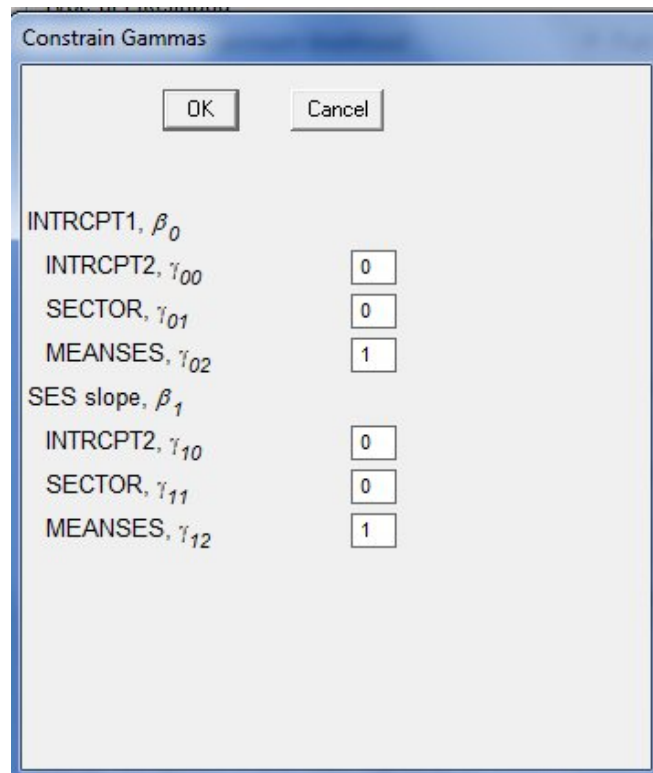 Constrain Gammas
OK Cancel
INTRCPT1, β0
INTRCPT2, γ00 0
SECTOR, γ01 0
MEANSES, γ02 1
SES slope, β1
INTRCPT2, γ10 0
SECTOR, γ11 0
MEANSES, γ12 1